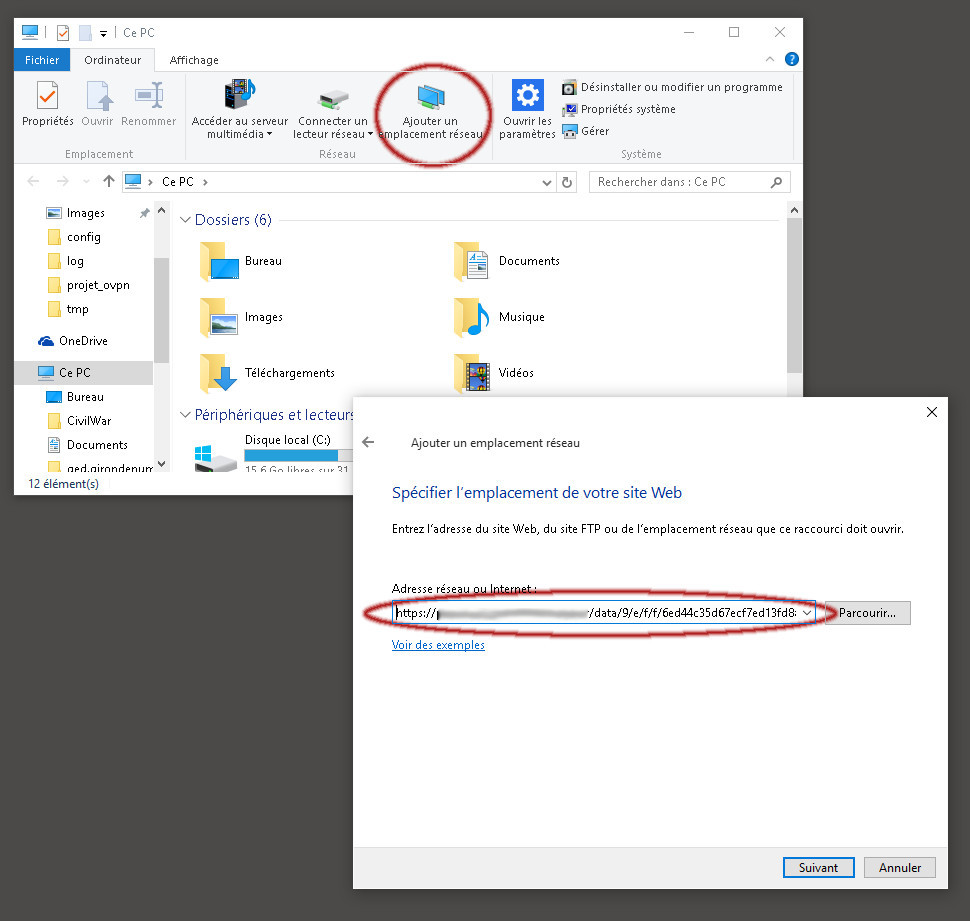 Ce PC
Fichier
Ordinateur
Affichage
Propriétés
Ouvrir
Renommer
Accéder au serveur
multimédia
Connecter un
lecteur réseau
Ajouter un
emplacement réseau
Ouvrir les
paramètres
Désinstaller ou modifier un programme
Propriétés système
Gérer
Emplacement
Réseau
Système
Ce PC
Rechercher dans : Ce PC
Images
config
log
projet_ovpn
tmp
OneDrive
Ce PC
Bureau
CivilWar
Documents
ged.girondenum
12 élément(s)
Dossiers (6)
Bureau
Documents
Images
Musique
Téléchargements
Vidéos
Périphériques et lecteurs
Disque local (C:)
15,6 Go libres sur 31
Ajouter un emplacement réseau
Spécifier l'emplacement de votre site Web
Entrez l'adresse du site Web, du site FTP ou de l'emplacement réseau que ce raccourci doit ouvrir.
Adresse réseau ou Internet :
https:// /data/9/e/f/f/6ed44c35d67ecf7ed13fd8
Parcourir...
Voir des exemples
Suivant
Annuler